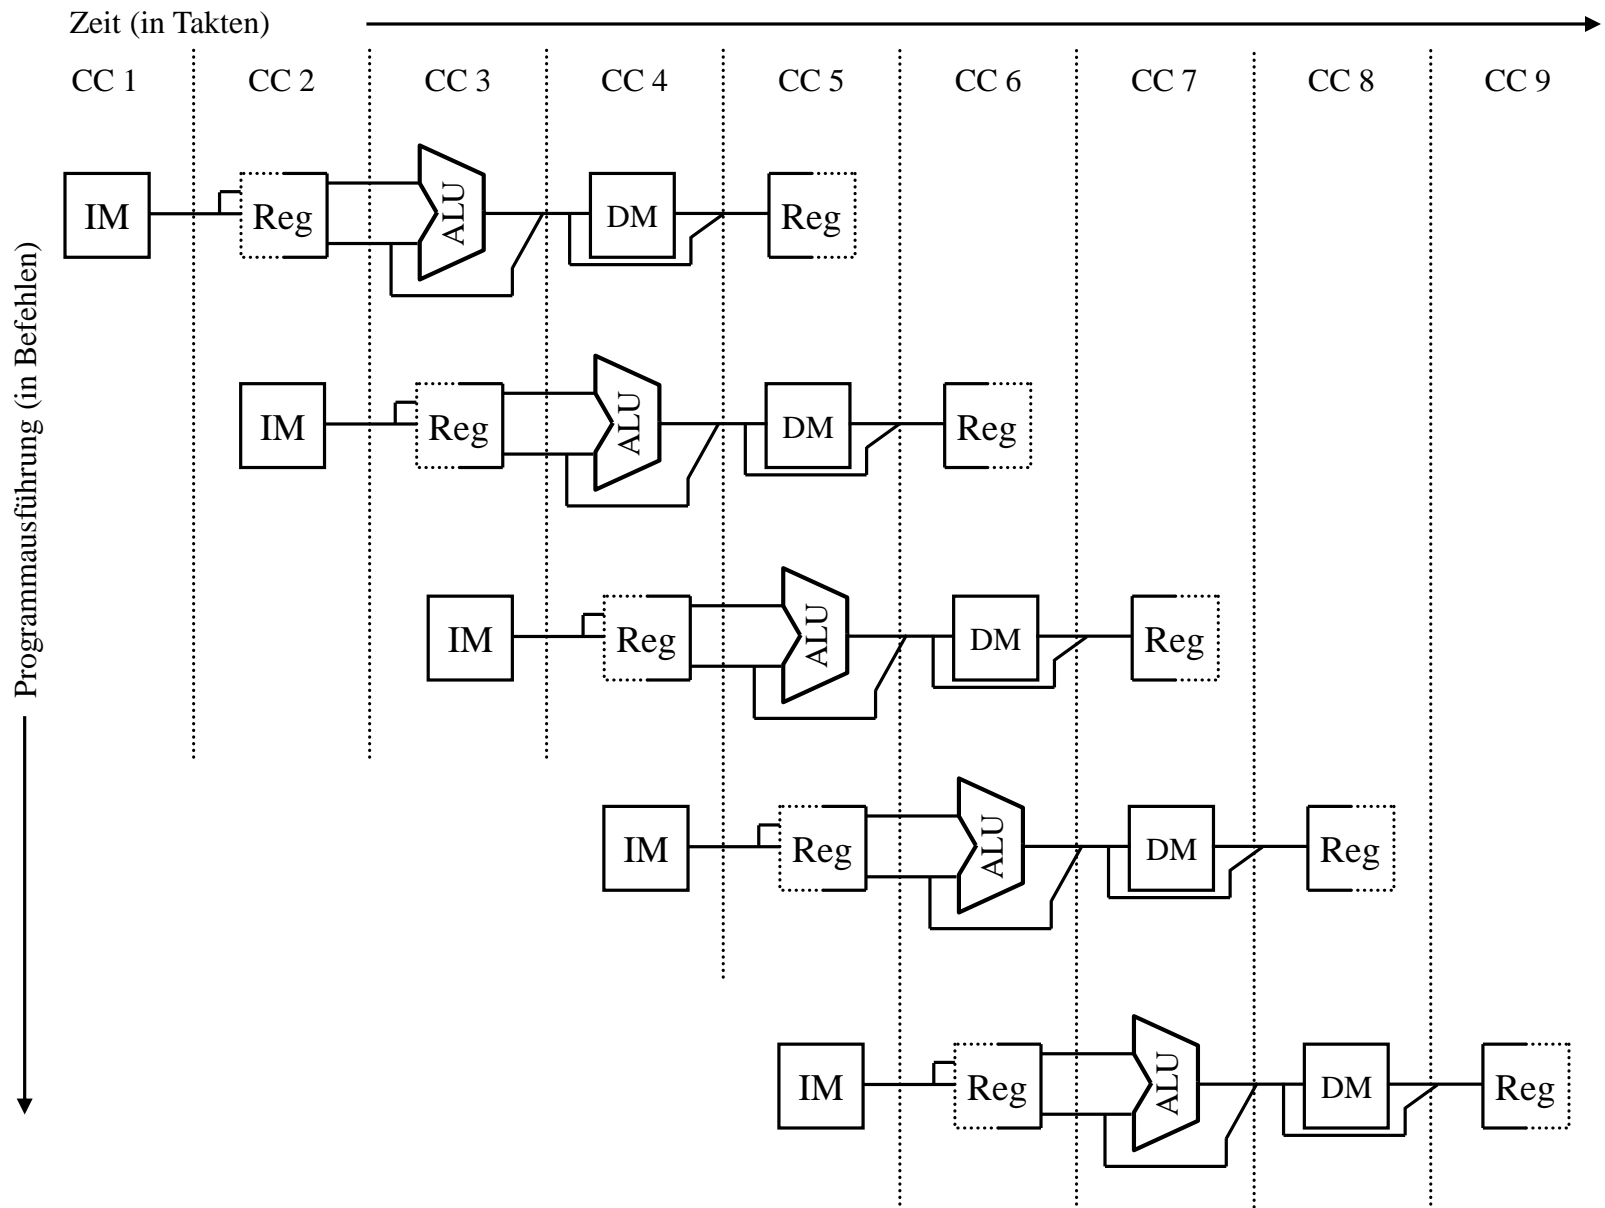 Zeit (in Takten)
CC 1 CC 2 CC 3 CC 4 CC 5 CC 6 CC 7 CC 8 CC 9
Programmausführung (in Befehlen)
IM Reg ALU DM Reg
IM Reg ALU DM Reg
IM Reg ALU DM Reg
IM Reg ALU DM Reg
IM Reg ALU DM Reg